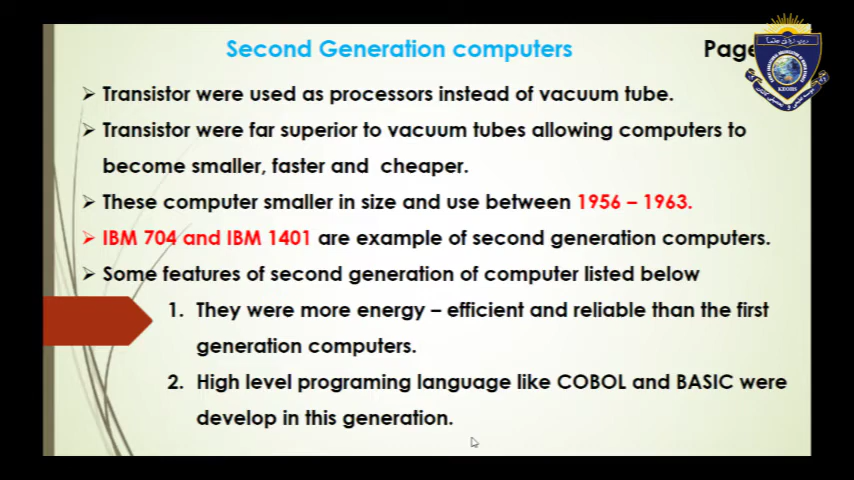 Second Generation computers
Page
➢ Transistor were used as processors instead of vacuum tube.
➢ Transistor were far superior to vacuum tubes allowing computers to
become smaller, faster and cheaper.
➢ These computer smaller in size and use between 1956 – 1963.
➢ IBM 704 and IBM 1401 are example of second generation computers.
➢ Some features of second generation of computer listed below
1. They were more energy – efficient and reliable than the first
generation computers.
2. High level programing language like COBOL and BASIC were
develop in this generation.